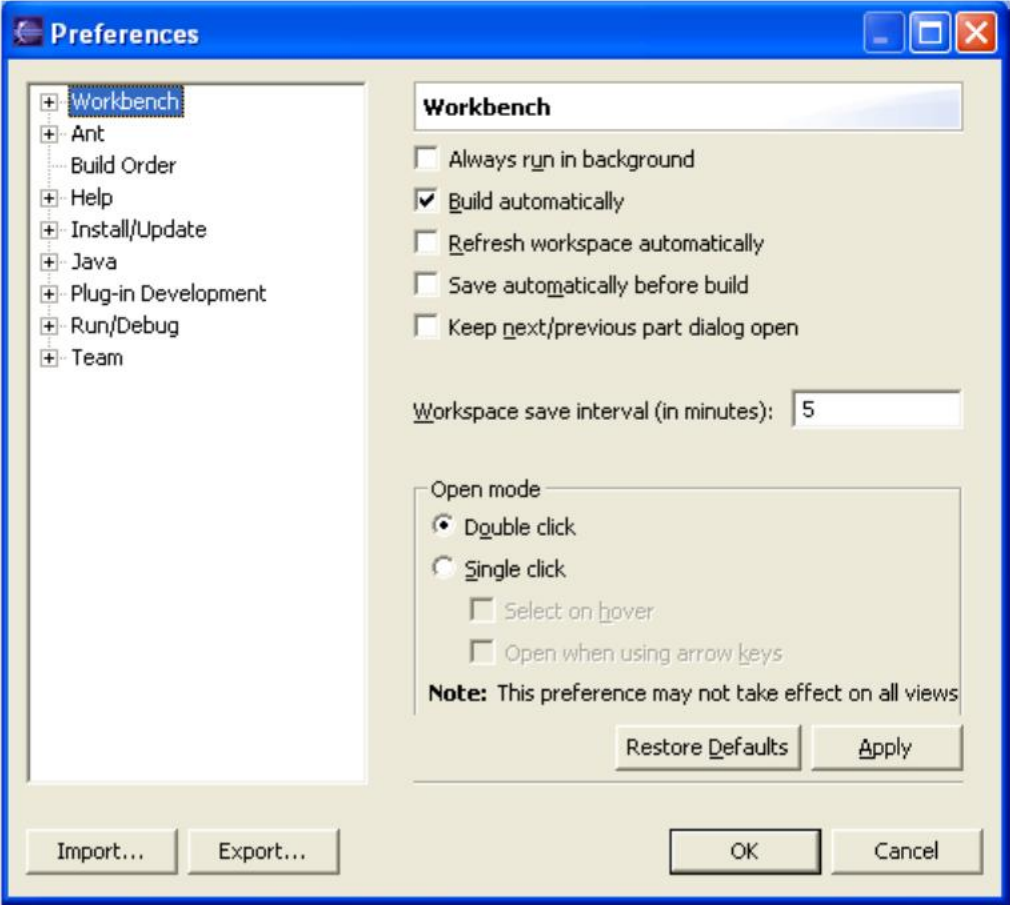 Preferences
Workbench
Ant
Build Order
Help
Install/Update
Java
Plug-in Development
Run/Debug
Team
Workbench
Always run in background
Build automatically
Refresh workspace automatically
Save automatically before build
Keep next/previous part dialog open
Workspace save interval (in minutes): 5
Open mode
Double click
Single click
Select on hover
Open when using arrow keys
Note: This preference may not take effect on all views
Restore Defaults Apply
Import... Export... OK Cancel